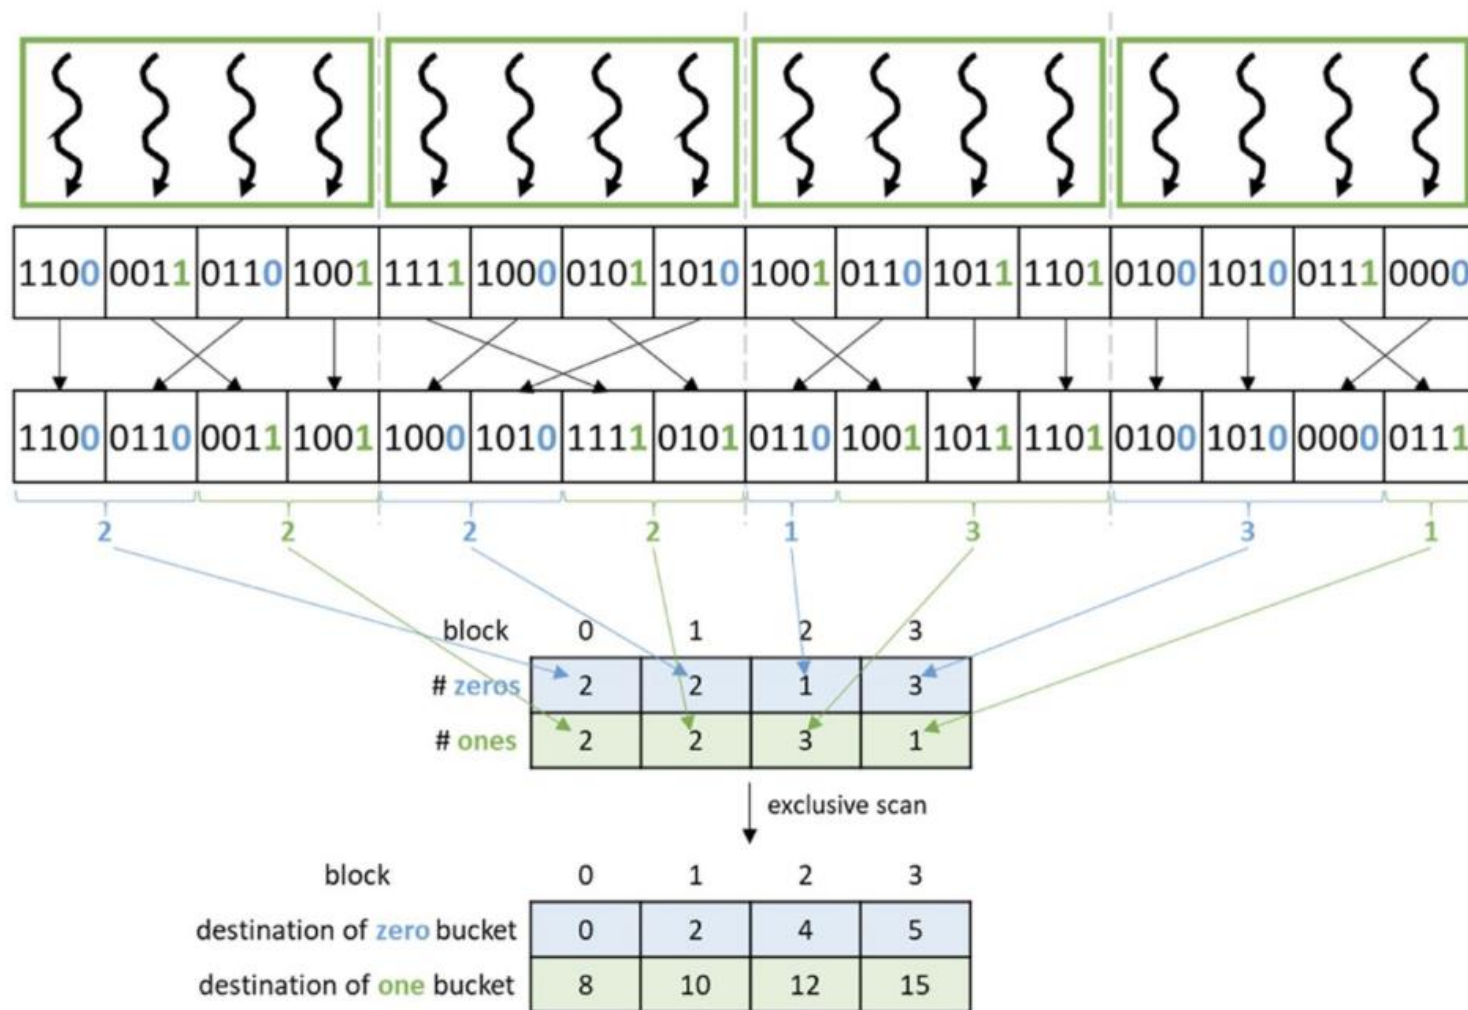 1100 0011 0110 1001 1111 1000 0101 1010 1001 0110 1011 1101 0100 1010 0111 0000
1100 0110 0011 1001 1000 1010 1111 0101 0110 1001 1011 1101 0100 1010 0000 0111
2 2 2 2 1 3 3 1
block 0 1 2 3
# zeros 2 2 1 3
# ones 2 2 3 1
exclusive scan
block 0 1 2 3
destination of zero bucket 0 2 4 5
destination of one bucket 8 10 12 15